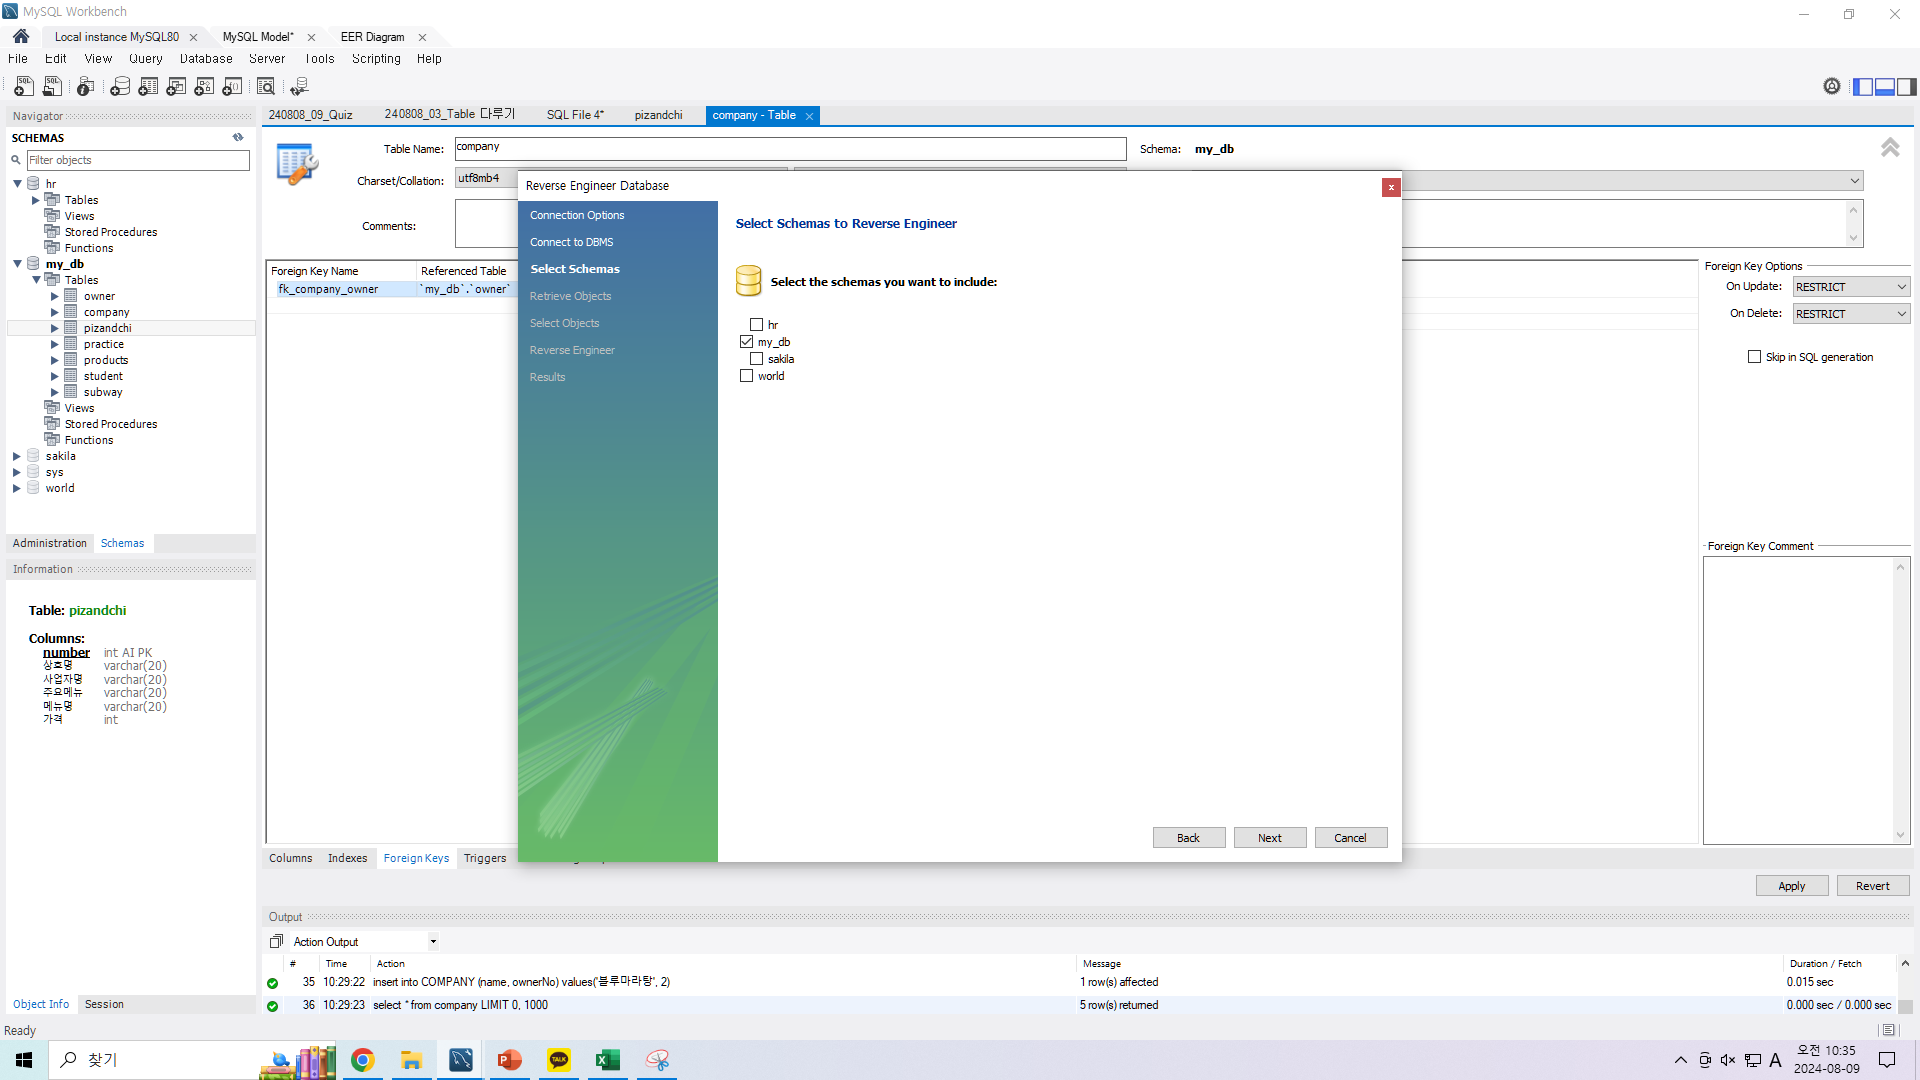 MySQL Workbench
Local instance MySQL80
MySQL Model*
EER Diagram
File Edit View Query Database Server Tools Scripting Help
Navigator
SCHEMAS
Filter objects
hr
Tables
Views
Stored Procedures
Functions
my_db
Tables
owner
company
pizandchi
practice
products
student
subway
Views
Stored Procedures
Functions
sakila
sys
world
Administration Schemas
Information
Table: pizandchi
Columns:
number int AI PK
상호명 varchar(20)
사업자명 varchar(20)
주요메뉴 varchar(20)
메뉴명 varchar(20)
가격 int
Object Info Session
Ready
240808_09_Quiz 240808_03_Table 다루기 SQL File 4* pizandchi company - Table
Table Name: company
Schema: my_db
Charset/Collation: utf8mb4
Comments:
Foreign Key Name Referenced Table
fk_company_owner `my_db`.`owner`
Foreign Key Options
On Update: RESTRICT
On Delete: RESTRICT
Skip in SQL generation
Foreign Key Comment
Reverse Engineer Database
Connection Options
Connect to DBMS
Select Schemas
Retrieve Objects
Select Objects
Reverse Engineer
Results
Select Schemas to Reverse Engineer
Select the schemas you want to include:
hr
my_db
sakila
world
Back Next Cancel
Columns Indexes Foreign Keys Triggers
Apply Revert
Output
Action Output
# Time Action Message Duration / Fetch
35 10:29:22 insert into COMPANY (name, ownerNo) values('블루마라탕', 2) 1 row(s) affected 0.015 sec
36 10:29:23 select * from company LIMIT 0, 1000 5 row(s) returned 0.000 sec / 0.000 sec
찾기
TALK
A
오전 10:35
2024-08-09